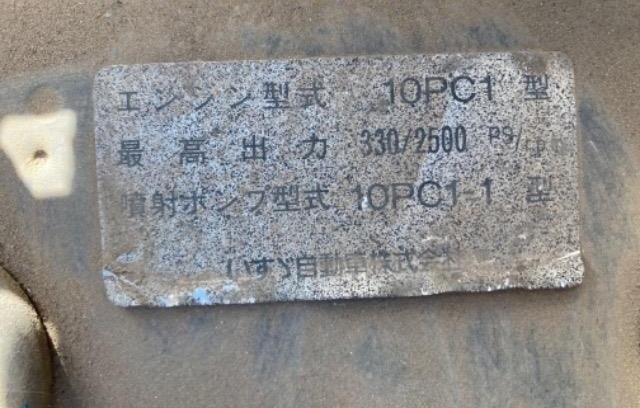 エンジン型式 10PC1 型
最高出力 330/2500 PS/rpm
噴射ポンプ型式 10PC1-1 型
いすゞ自動車株式会社